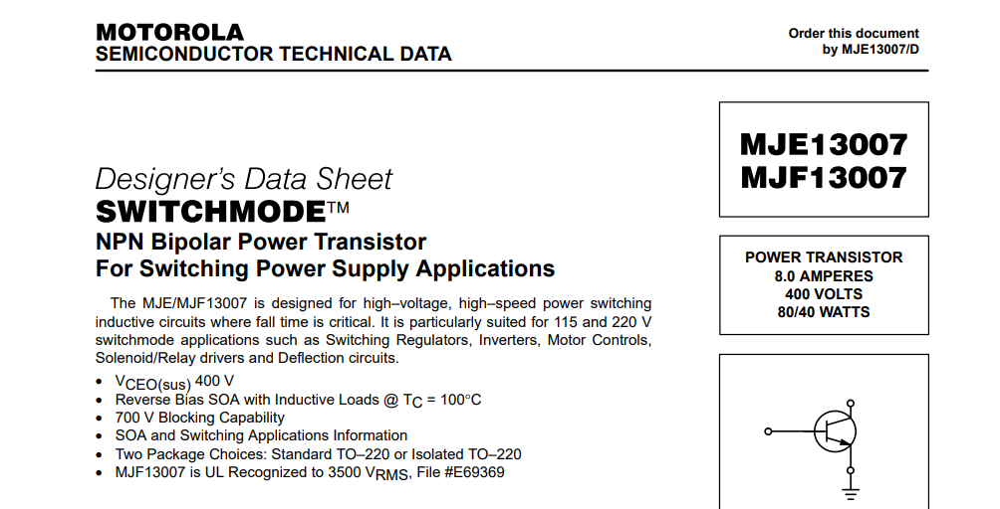 MOTOROLA
SEMICONDUCTOR TECHNICAL DATA
Order this document
by MJE13007/D
Designer's Data Sheet
SWITCHMODE™
NPN Bipolar Power Transistor
For Switching Power Supply Applications
The MJE/MJF13007 is designed for high–voltage, high–speed power switching
inductive circuits where fall time is critical. It is particularly suited for 115 and 220 V
switchmode applications such as Switching Regulators, Inverters, Motor Controls,
Solenoid/Relay drivers and Deflection circuits.
• VCEO(sus) 400 V
• Reverse Bias SOA with Inductive Loads @ TC = 100°C
• 700 V Blocking Capability
• SOA and Switching Applications Information
• Two Package Choices: Standard TO–220 or Isolated TO–220
• MJF13007 is UL Recognized to 3500 VRMS, File #E69369
MJE13007
MJF13007
POWER TRANSISTOR
8.0 AMPERES
400 VOLTS
80/40 WATTS